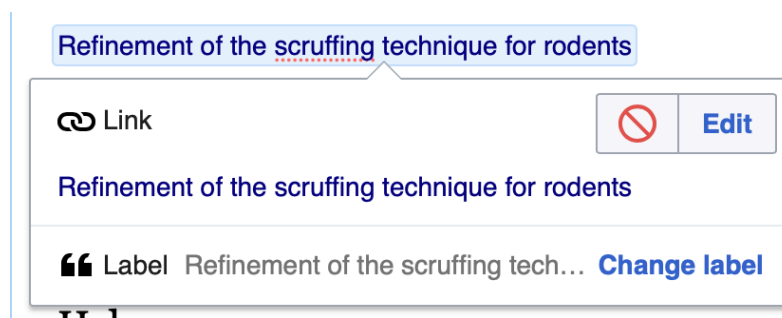 Refinement of the scruffing technique for rodents
Link
Edit
Refinement of the scruffing technique for rodents
Label Refinement of the scruffing tech... Change label